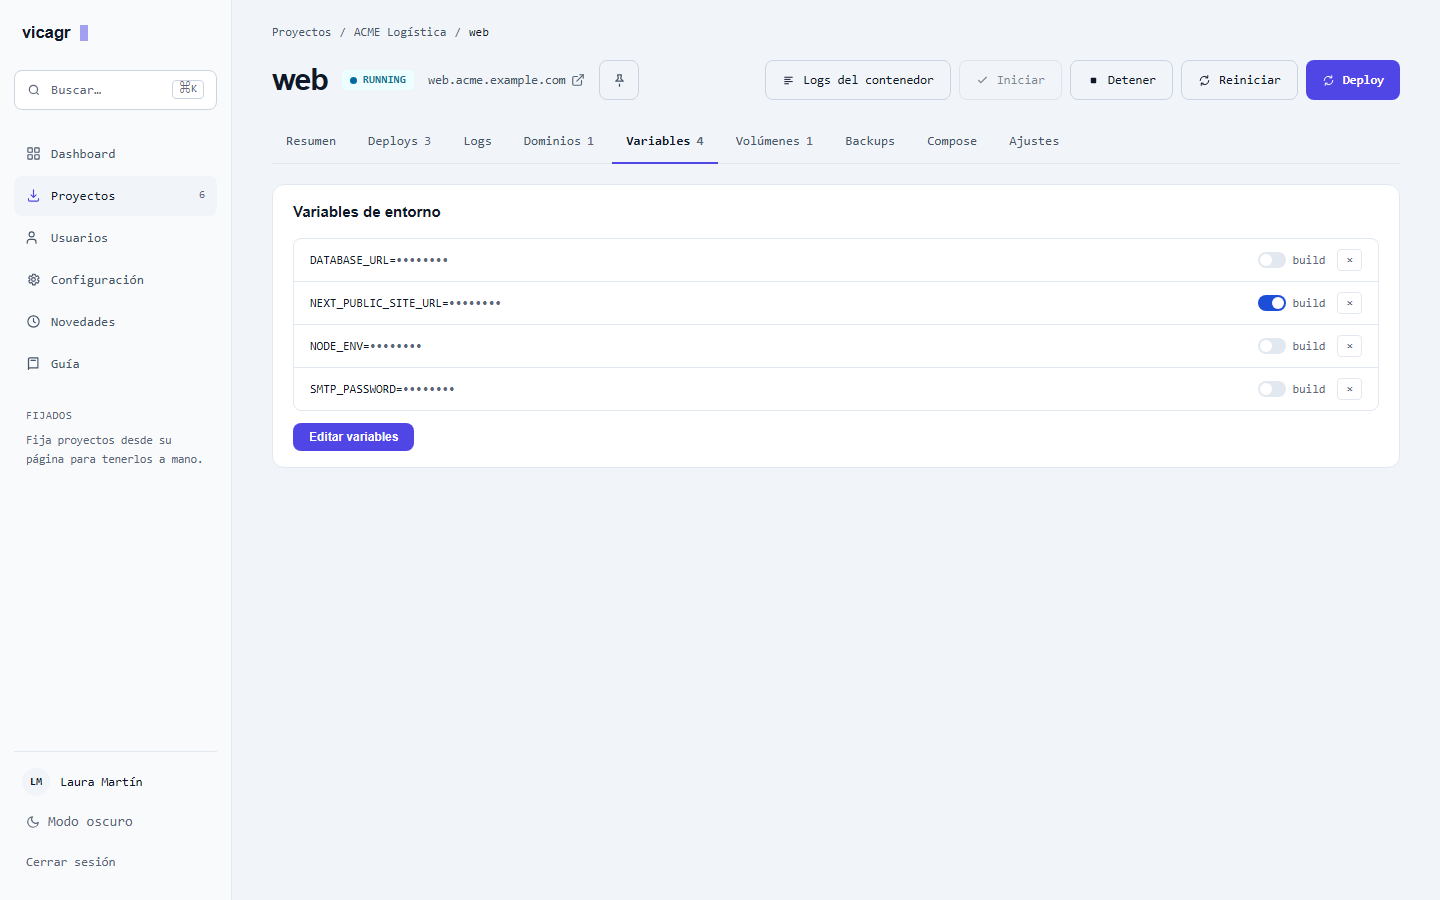 vicagr
Buscar… ⌘K
Dashboard
Proyectos 6
Usuarios
Configuración
Novedades
Guía
FIJADOS
Fija proyectos desde su
página para tenerlos a mano.
LM Laura Martín
Modo oscuro
Cerrar sesión
Proyectos / ACME Logística / web
web RUNNING web.acme.example.com Logs del contenedor Iniciar Detener Reiniciar Deploy
Resumen Deploys 3 Logs Dominios 1 Variables 4 Volúmenes 1 Backups Compose Ajustes
Variables de entorno
DATABASE_URL=•••••••• build ×
NEXT_PUBLIC_SITE_URL=•••••••• build ×
NODE_ENV=•••••••• build ×
SMTP_PASSWORD=•••••••• build ×
Editar variables